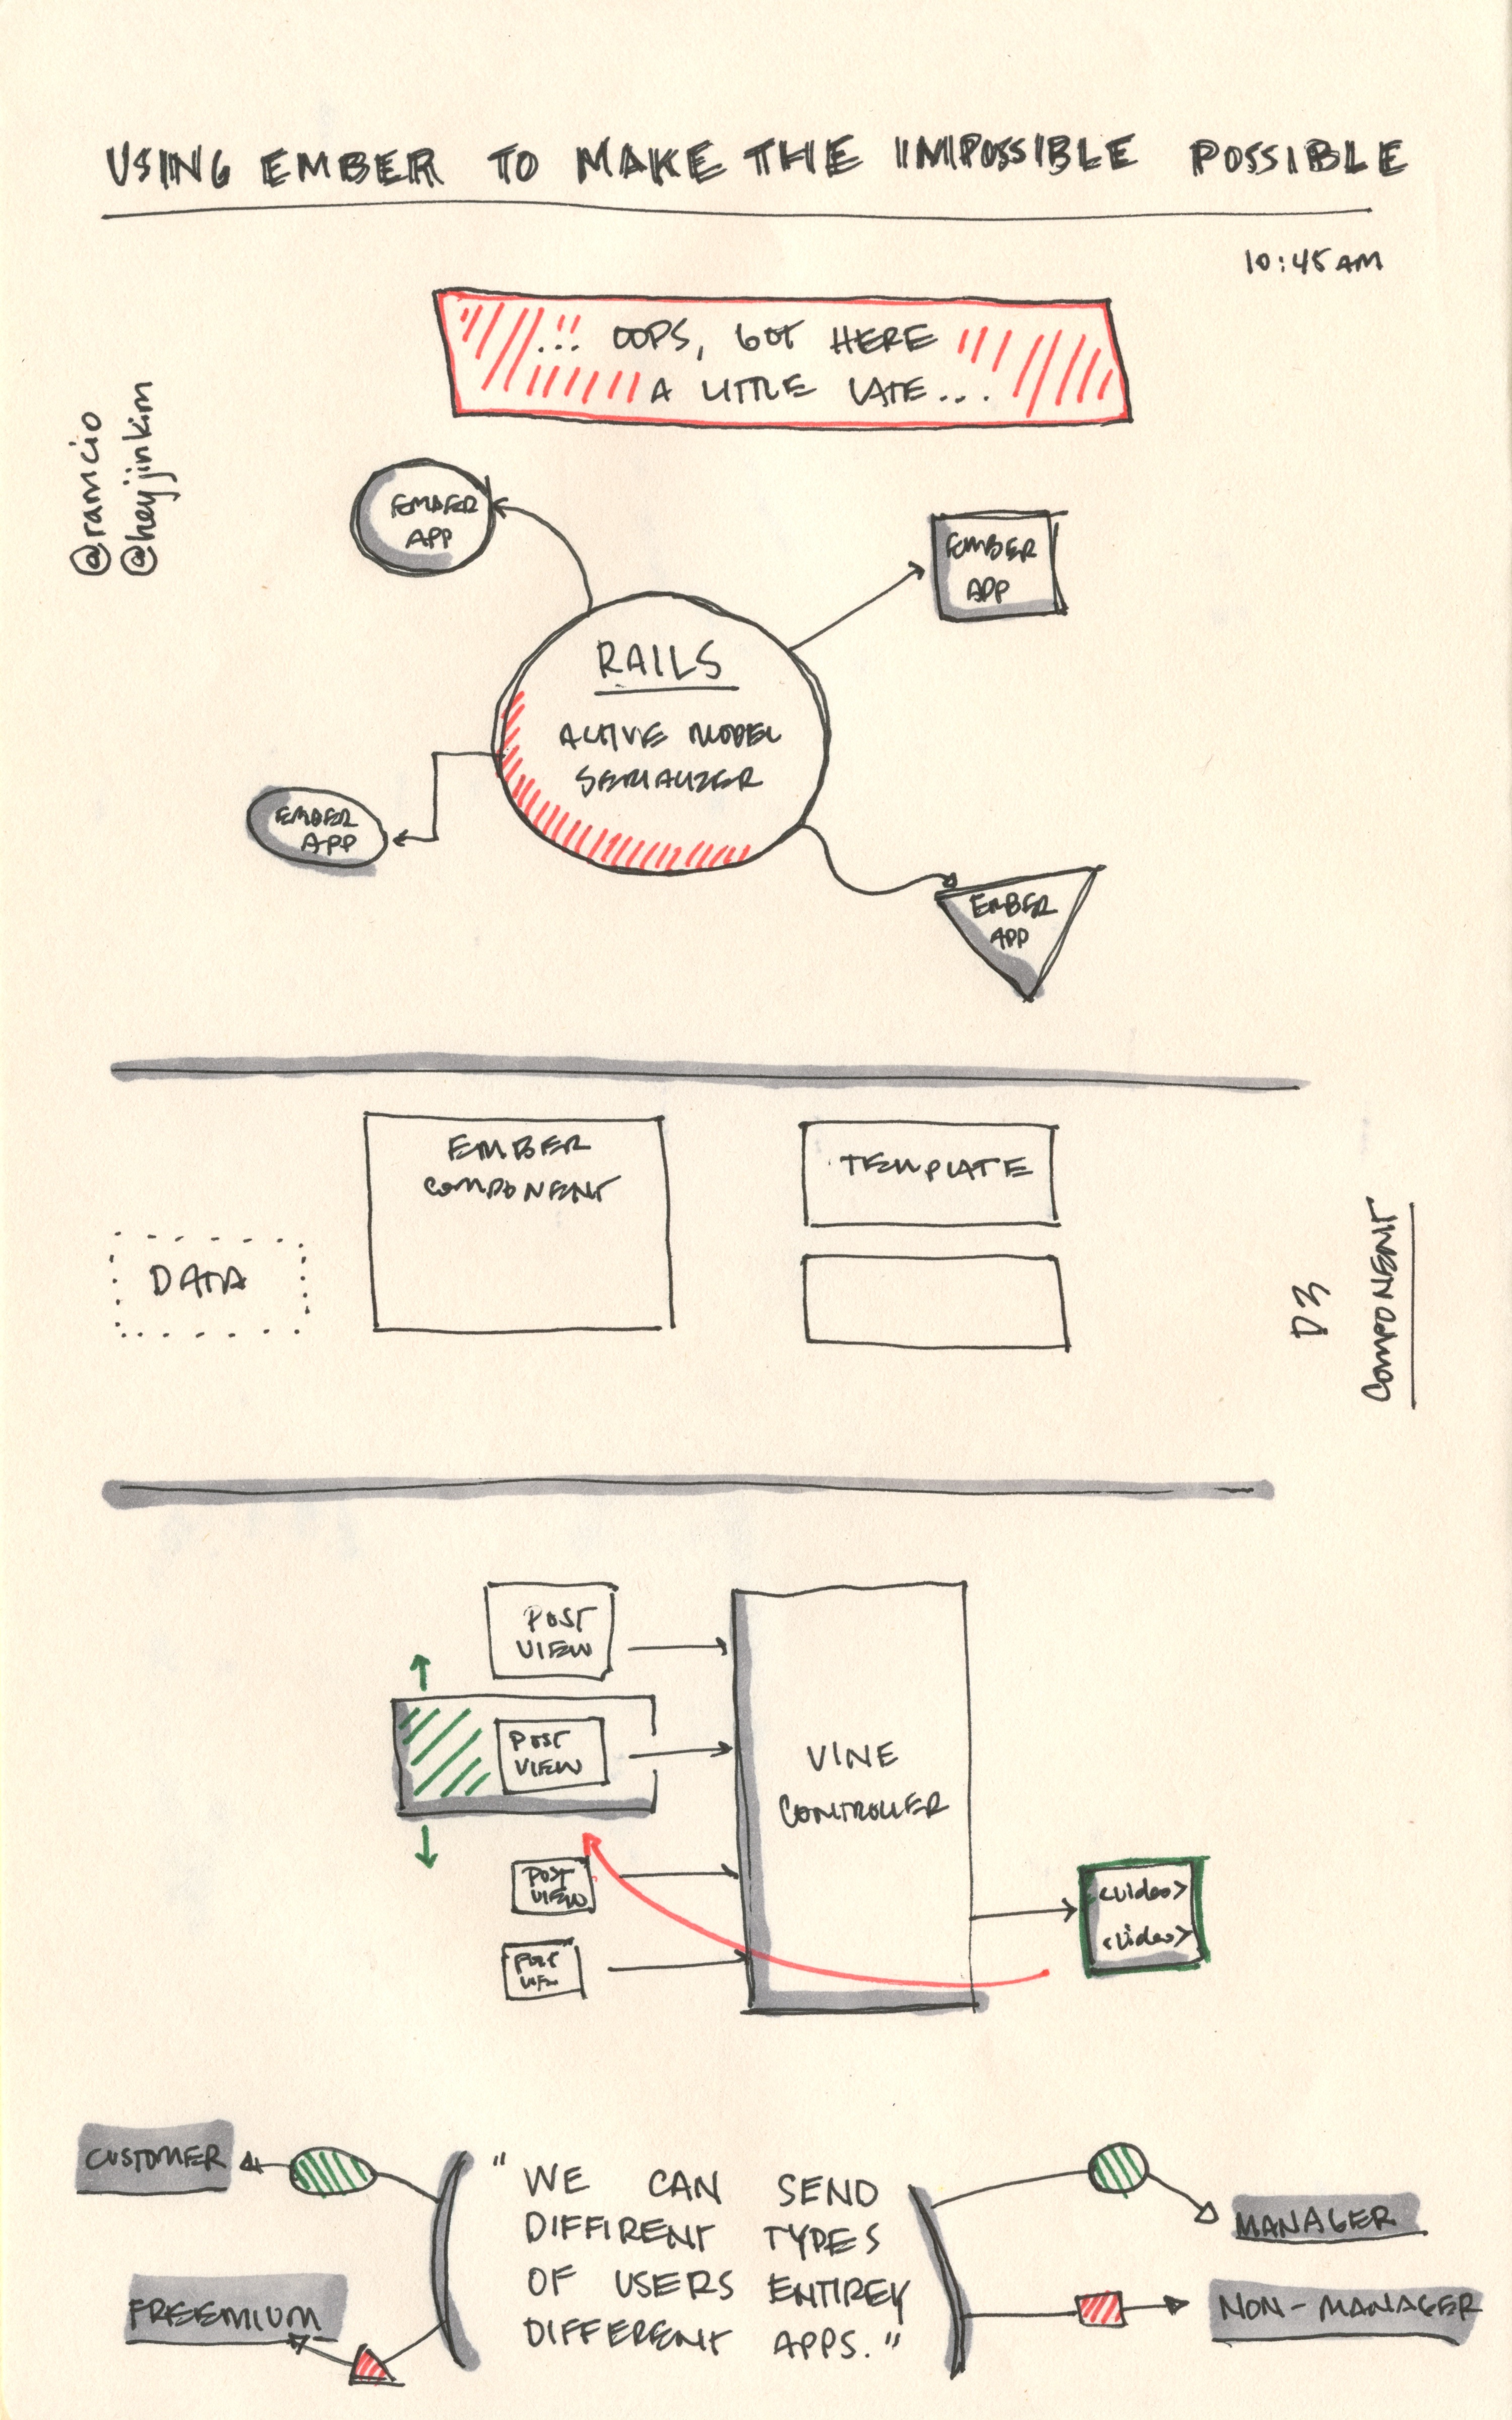 USING EMBER TO MAKE THE IMPOSSIBLE POSSIBLE
10:45 AM
... OOPS, GOT HERE
A LITTLE LATE...
@ramcio
@heyjinkim
EMBER
APP
EMBER
APP
RAILS
ACTIVE MODEL
SERIALIZER
EMBER
APP
EMBER
APP
EMBER
COMPONENT
TEMPLATE
DATA
D3
COMPONENT
POST
VIEW
POST
VIEW
VINE
CONTROLLER
POST
VIEW
<video>
<video>
POST
VIEW
CUSTOMER
FREEMIUM
"WE CAN SEND
DIFFIRENT TYPES
OF USERS ENTIREY
DIFFERENT APPS."
MANAGER
NON-MANAGER